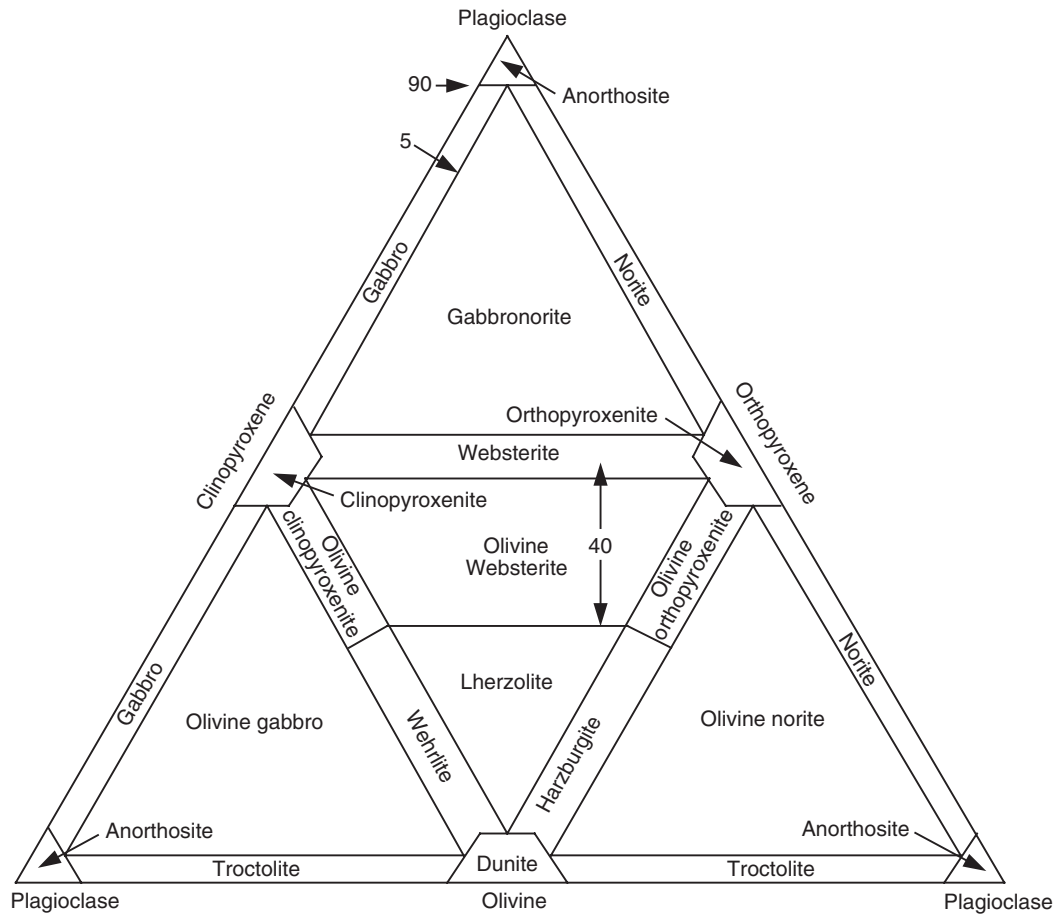 Plagioclase
90
Anorthosite
5
Gabbro
Norite
Gabbronorite
Clinopyroxene
Orthopyroxene
Orthopyroxenite
Websterite
Clinopyroxenite
Olivine
clinopyroxenite
Olivine
Websterite
40
Olivine
orthopyroxenite
Gabbro
Norite
Lherzolite
Olivine gabbro
Olivine norite
Wehrlite
Harzburgite
Anorthosite
Anorthosite
Troctolite
Dunite
Troctolite
Plagioclase
Olivine
Plagioclase